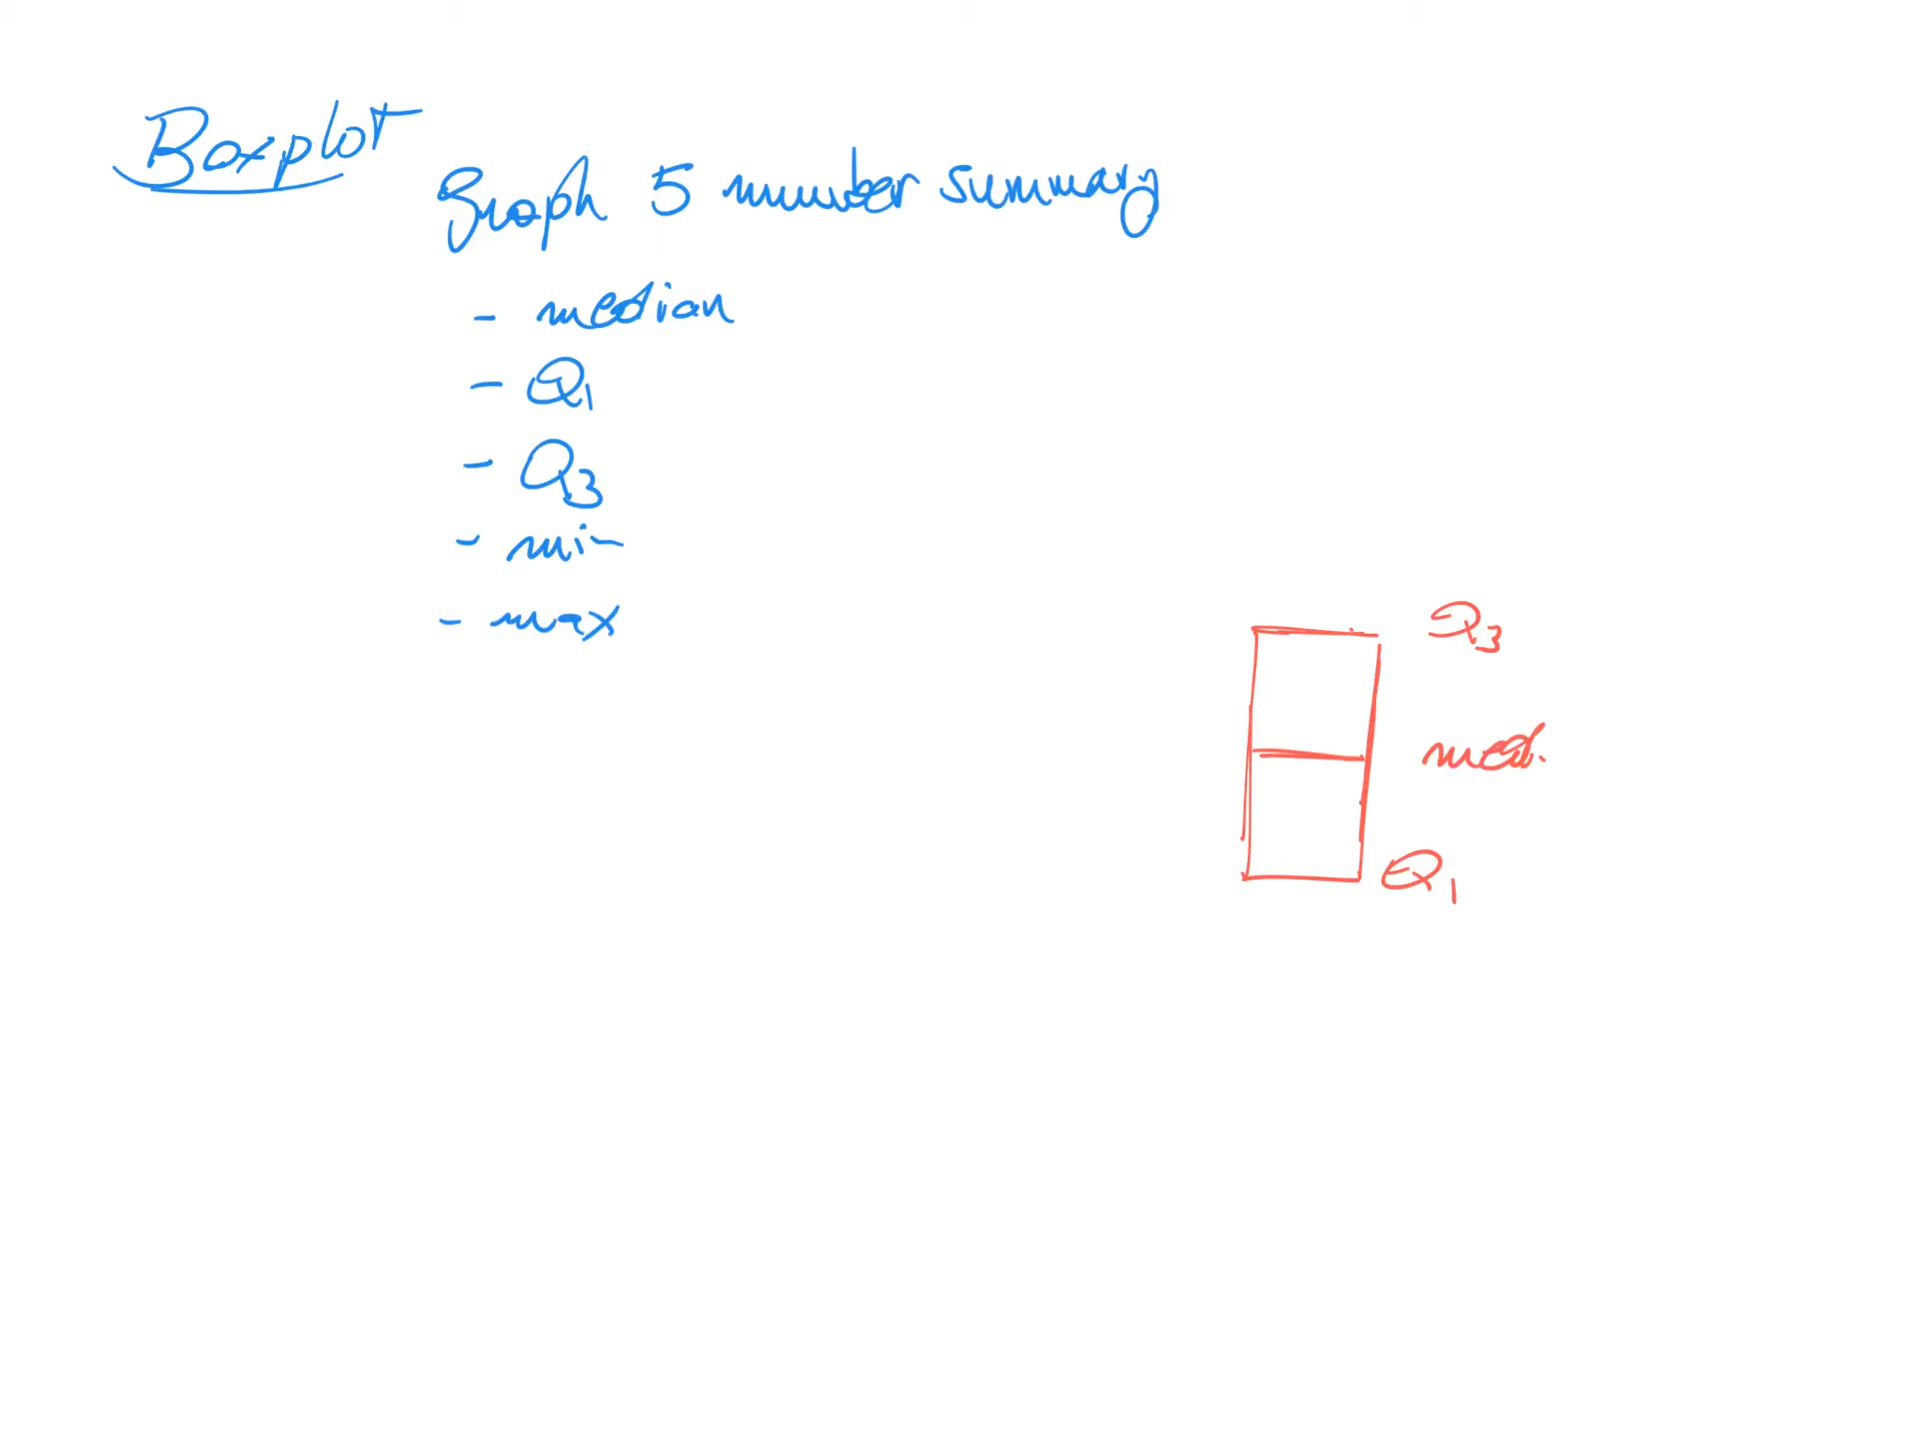 Boxplot
Graph 5 number summary
- median
- Q1
- Q3
- min
- max
Q3
med.
Q1